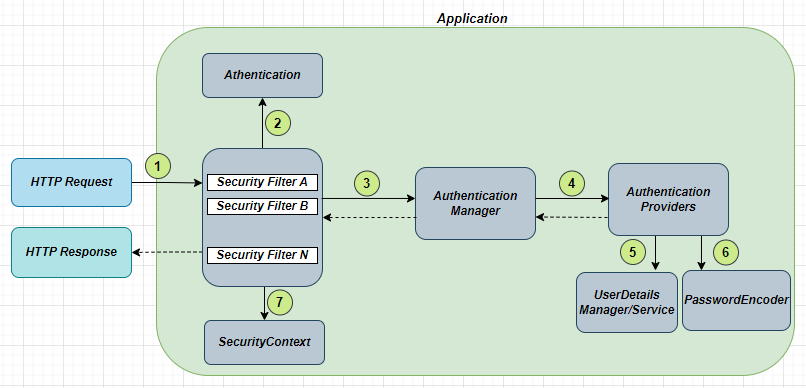 Application
Athentication
2
1
HTTP Request
Security Filter A
Security Filter B
Security Filter N
3
Authentication
Manager
4
Authentication
Providers
HTTP Response
5
6
UserDetails
Manager/Service
PasswordEncoder
7
SecurityContext